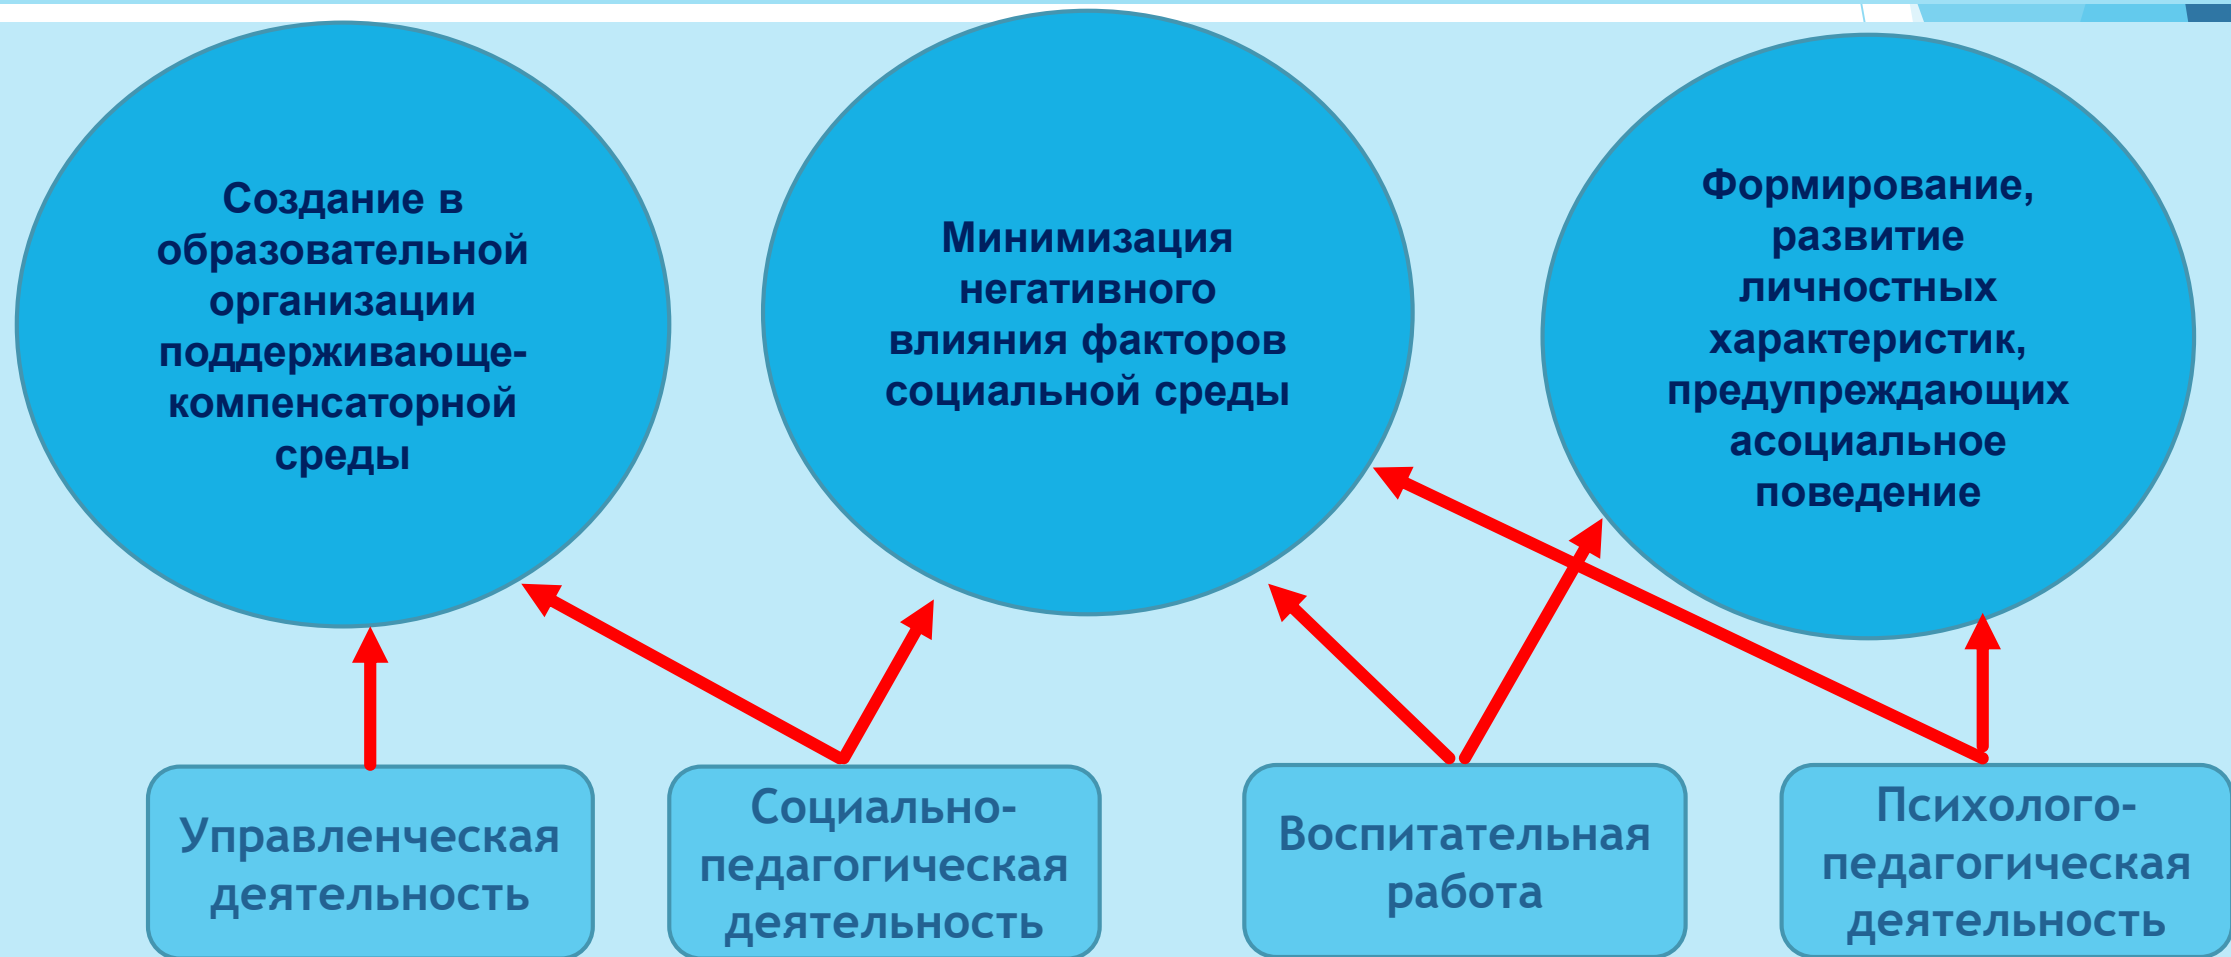 Создание в
образовательной
организации
поддерживающе-
компенсаторной
среды
Минимизация
негативного
влияния факторов
социальной среды
Формирование,
развитие
личностных
характеристик,
предупреждающих
асоциальное
поведение
Управленческая
деятельность
Социально-
педагогическая
деятельность
Воспитательная
работа
Психолого-
педагогическая
деятельность